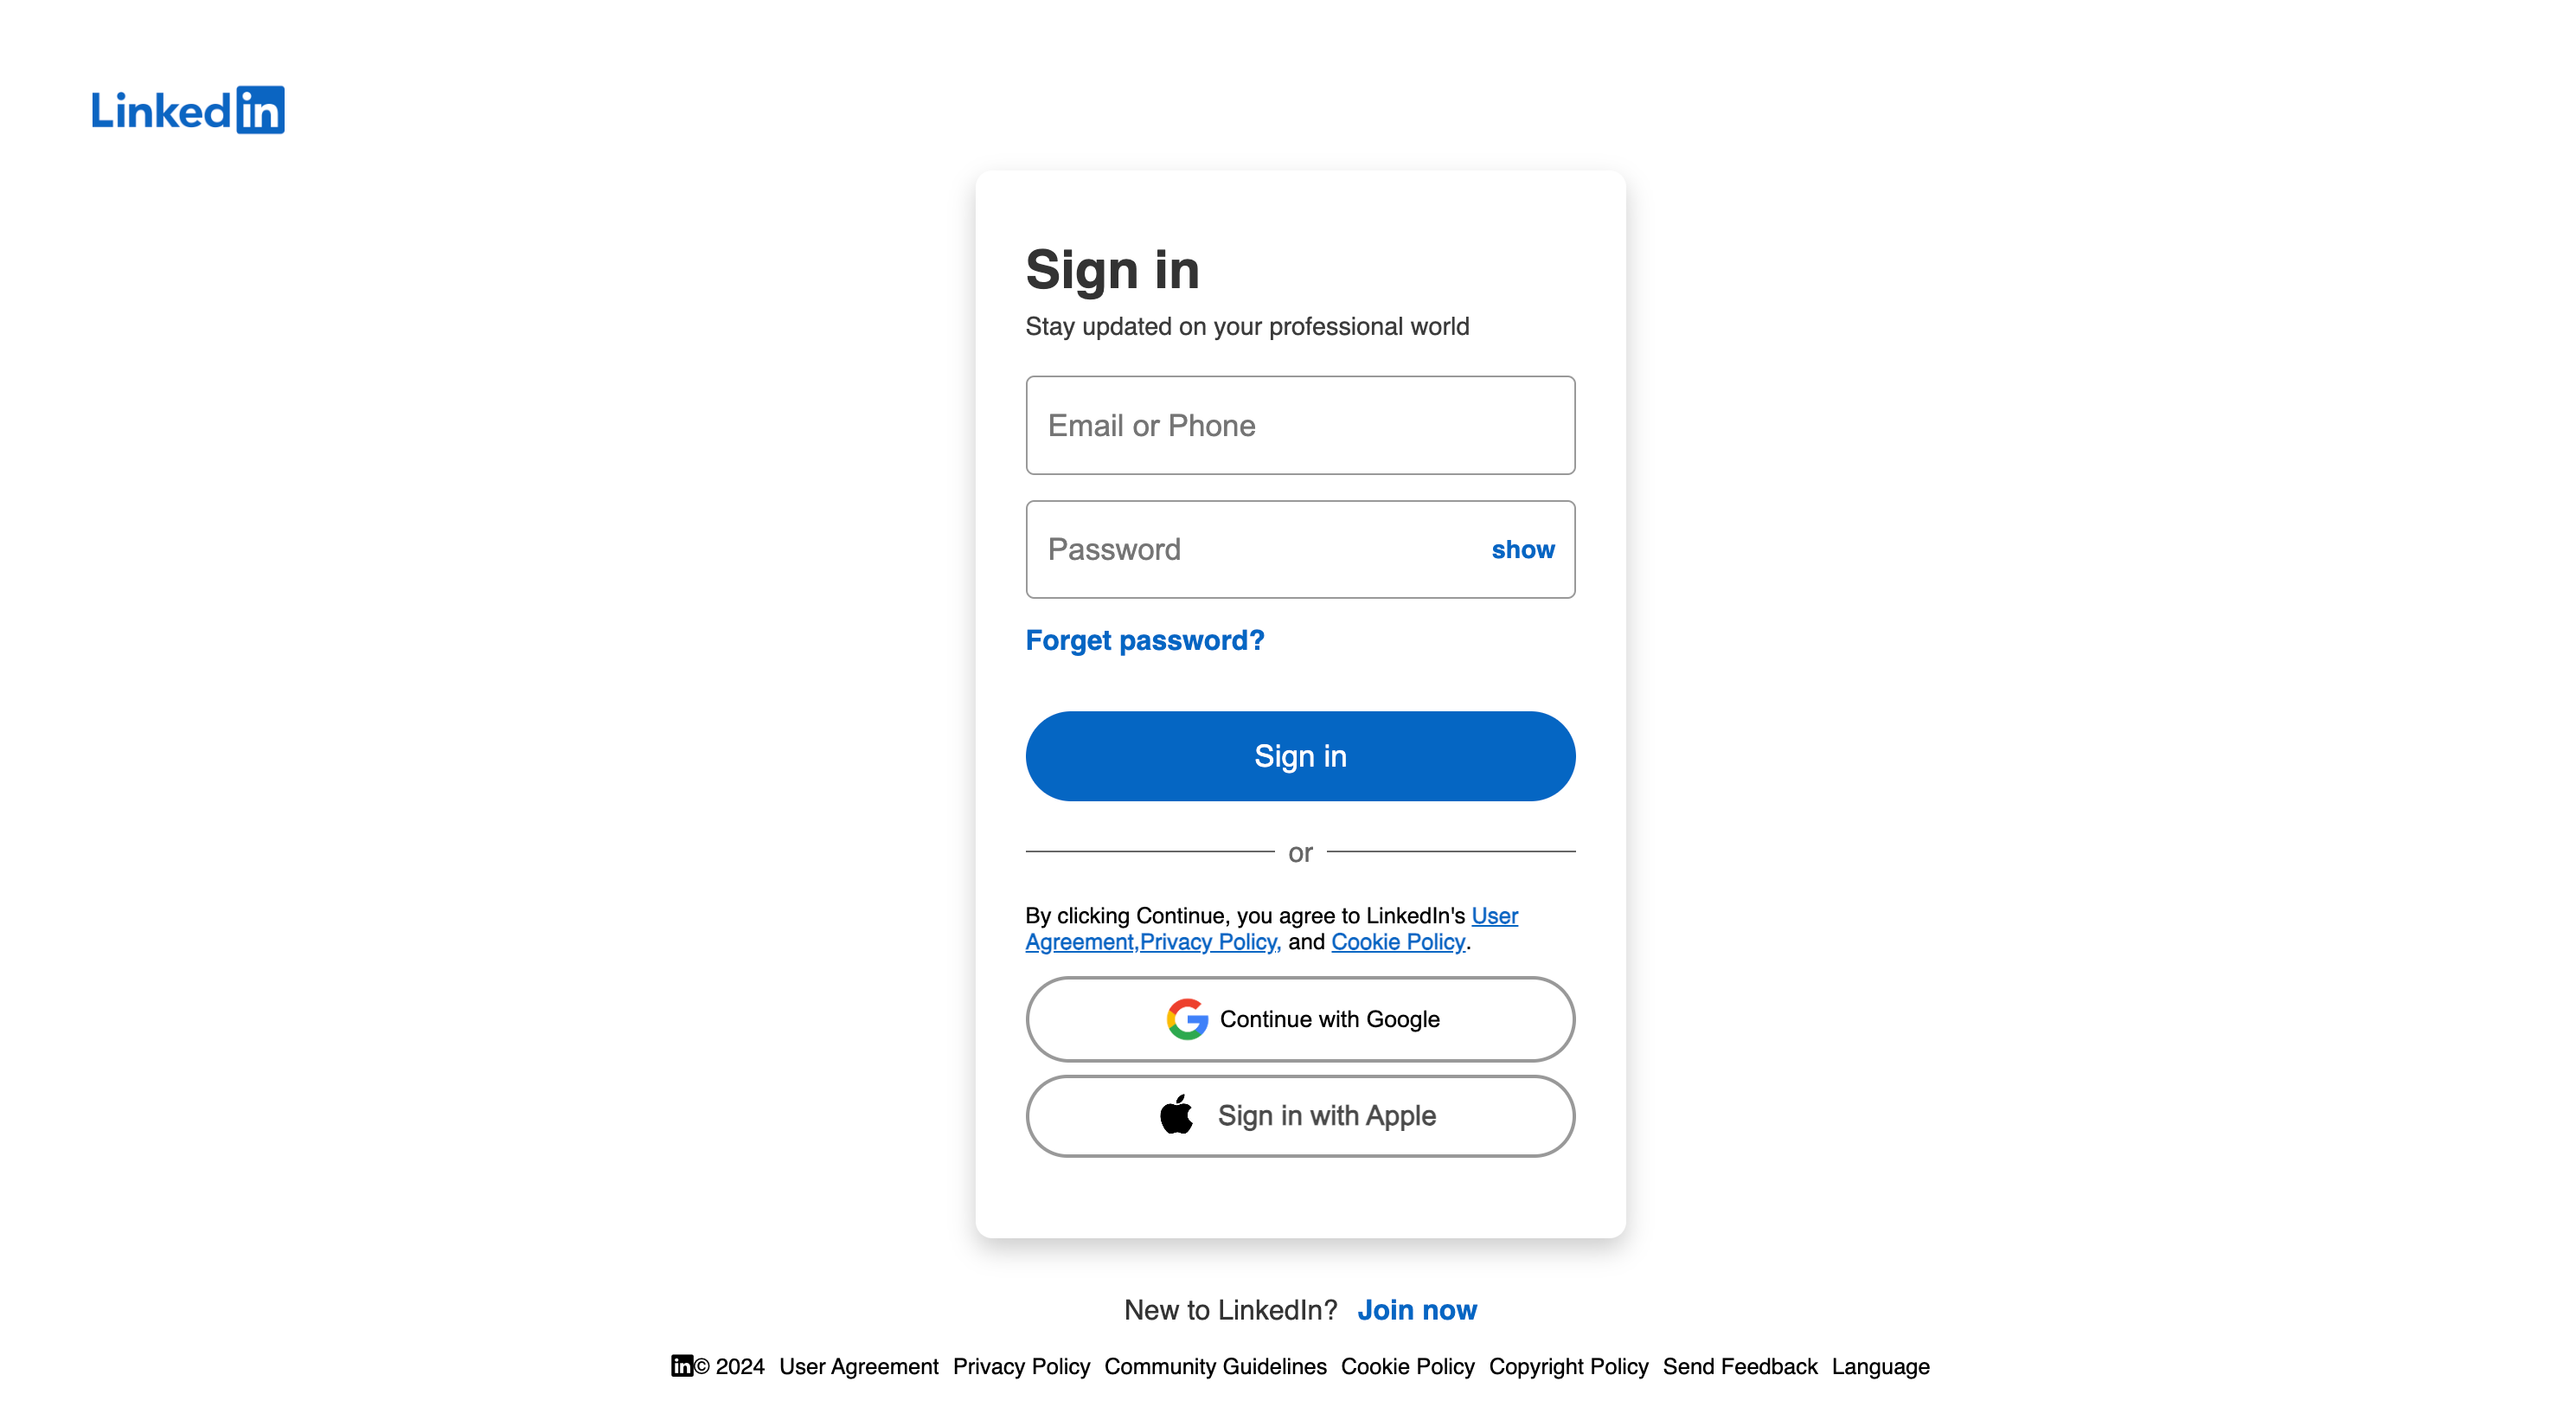 Linked in
Sign in
Stay updated on your professional world
Email or Phone
Password show
Forget password?
Sign in
or
By clicking Continue, you agree to LinkedIn's User
Agreement,Privacy Policy, and Cookie Policy.
Continue with Google
Sign in with Apple
New to LinkedIn? Join now
in © 2024 User Agreement Privacy Policy Community Guidelines Cookie Policy Copyright Policy Send Feedback Language